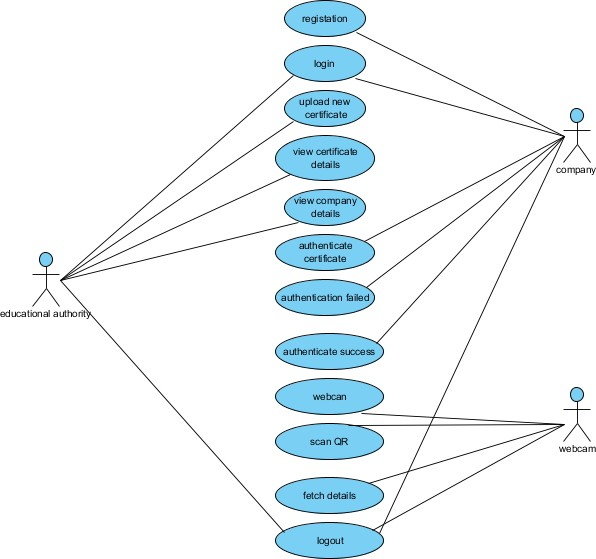 registation
login
upload new
certificate
view certificate
details
company
view company
details
authenticate
certificate
authentication failed
educational authority
authenticate success
webcan
scan QR
webcam
fetch details
logout